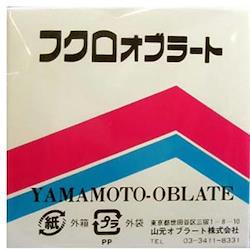 フクロオブラート
YAMAMOTO-OBLATE
紙 外箱 プラ 外袋
PP
東京都世田谷区三宿1-8-10
山元オブラート株式会社
TEL 03-3411-8331